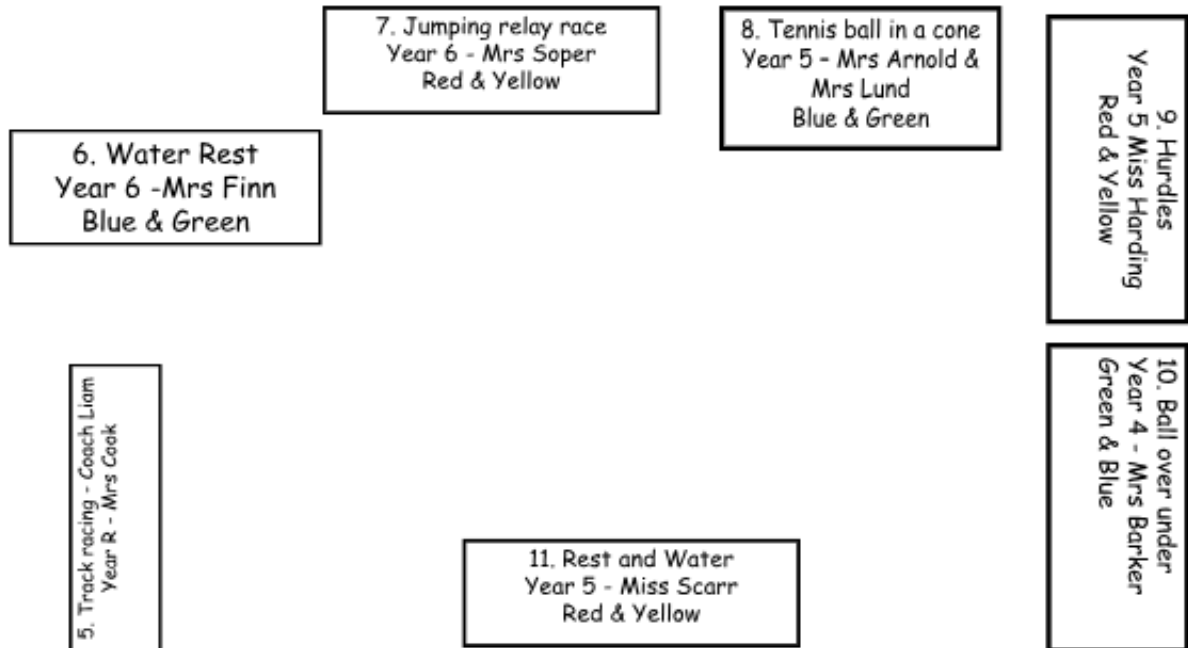 7. Jumping relay race
Year 6 - Mrs Soper
Red & Yellow
8. Tennis ball in a cone
Year 5 - Mrs Arnold &
Mrs Lund
Blue & Green
9. Hurdles
Year 5 Miss Harding
Red & Yellow
6. Water Rest
Year 6 -Mrs Finn
Blue & Green
5. Track racing - Coach Liam
Year R - Mrs Cook
10. Ball over under
Year 4 - Mrs Barker
Green & Blue
11. Rest and Water
Year 5 - Miss Scarr
Red & Yellow